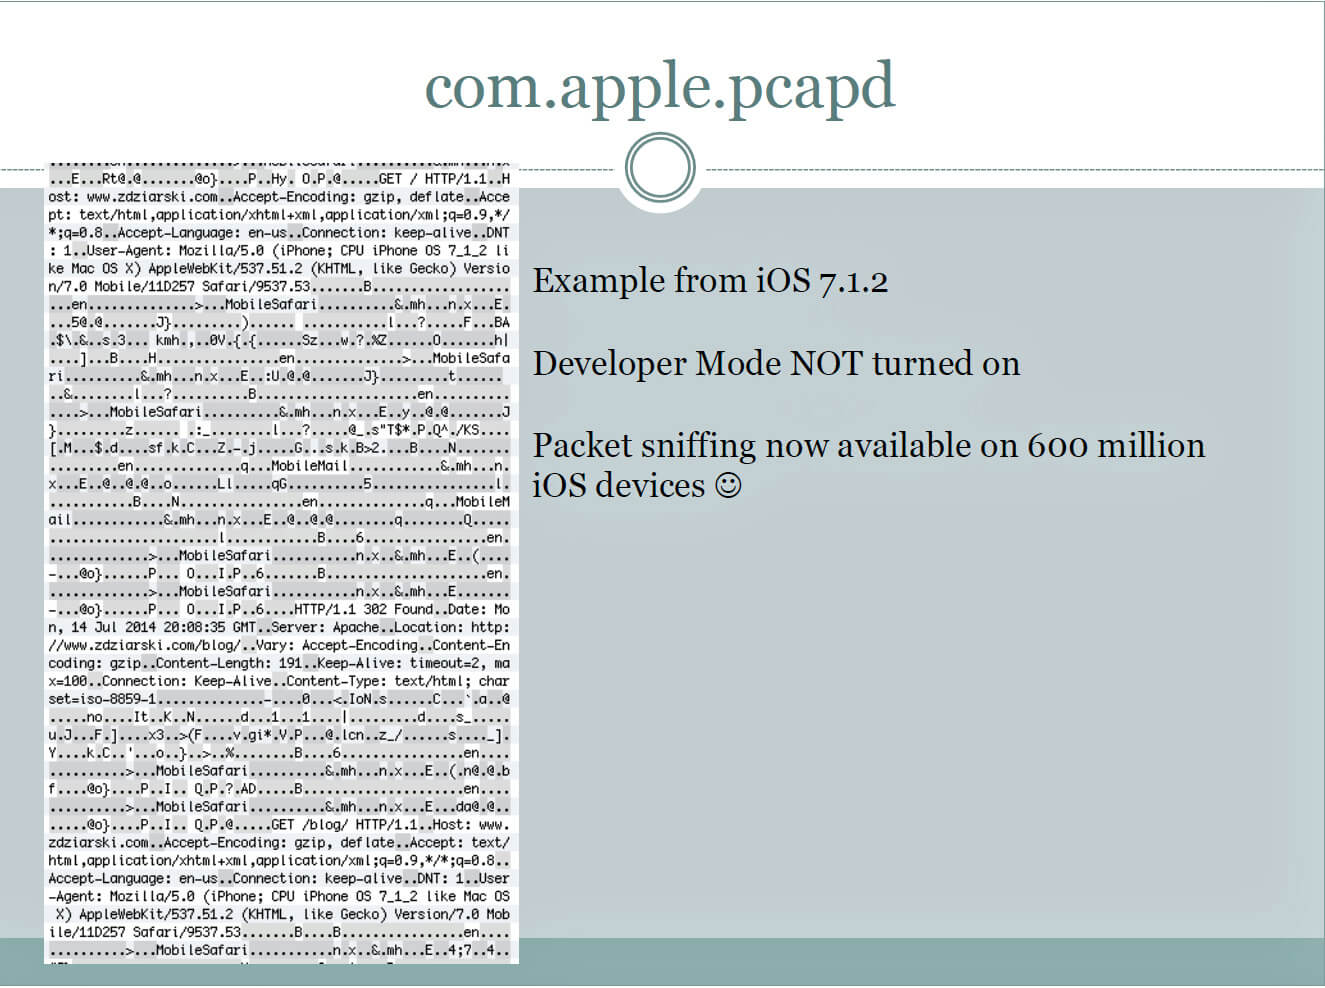 com.apple.pcapd
...E...Rt@.@.......@o}....P..Hy. O.P.@.....GET / HTTP/1.1..H
ost: www.zdziarski.com..Accept-Encoding: gzip, deflate..Acce
pt: text/html,application/xhtml+xml,application/xml;q=0.9,*/
*;q=0.8..Accept-Language: en-us..Connection: keep-alive..DNT
: 1..User-Agent: Mozilla/5.0 (iPhone; CPU iPhone OS 7_1_2 li
ke Mac OS X) AppleWebKit/537.51.2 (KHTML, like Gecko) Versio
n/7.0 Mobile/11D257 Safari/9537.53.......B..................
...en..............>...MobileSafari..........&.mh...n.x...E.
...5@.@.......J}.........)...... ...........l...?.....F...BA
.$\.&..s.3... kmh.,..0V.{.{......Sz...w.?.%Z......O.......h|
....]...B....H................en..............>...MobileSafa
ri..........&.mh...n.x...E..:U.@.@.......J}.........t......
..&........l...?..........B.....................en..........
....>...MobileSafari..........&.mh...n.x...E..y..@.@.......J
}.........z....... .:_........l...?.....@_.s"T$*.P.Q^./KS....
[.M...$.d....sf.k.C...Z.-.j.....G...s.k.B>2....B....N.......
.........en..............q...MobileMail............&.mh...n.
x...E..@..@.@..o......Ll.....qG..........5................l.
...........B....N................en..............q...MobileM
ail............&.mh...n.x...E..@..@.@........q........Q.....
......................l............B....6................en.
.............>...MobileSafari...........n.x..&.mh...E..(....
-...@o}......P... O...I.P..6.......B.....................en.
.............>...MobileSafari...........n.x..&.mh...E.......
-...@o}......P... O...I.P..6....HTTP/1.1 302 Found..Date: Mo
n, 14 Jul 2014 20:08:35 GMT..Server: Apache..Location: http:
//www.zdziarski.com/blog/..Vary: Accept-Encoding..Content-En
coding: gzip..Content-Length: 191..Keep-Alive: timeout=2, ma
x=100..Connection: Keep-Alive..Content-Type: text/html; char
set=iso-8859-1..............-....0...<.IoN.s......C...`.a..@
.....no....It..K..N......d...1...1....|.........d....s_.....
u.J...F.]....x3..>(F....v.gi*.V.P...@.lcn..z_/......s...._].
Y....k.C..'...o..}..>..%........B....6................en....
..........>...MobileSafari..........&.mh...n.x...E..(.n@.@.b
f....@o}....P..I.. Q.P.?.AD.....B.....................en....
..........>...MobileSafari..........&.mh...n.x...E...da@.@..
.....@o}....P..I.. Q.P.@.....GET /blog/ HTTP/1.1..Host: www.
zdziarski.com..Accept-Encoding: gzip, deflate..Accept: text/
html,application/xhtml+xml,application/xml;q=0.9,*/*;q=0.8..
Accept-Language: en-us..Connection: keep-alive..DNT: 1..User
-Agent: Mozilla/5.0 (iPhone; CPU iPhone OS 7_1_2 like Mac OS
 X) AppleWebKit/537.51.2 (KHTML, like Gecko) Version/7.0 Mob
ile/11D257 Safari/9537.53.......B....B................en....
..........>...MobileSafari...........n.x..&.mh...E..4;7..4..
Example from iOS 7.1.2
Developer Mode NOT turned on
Packet sniffing now available on 600 million
iOS devices ☺